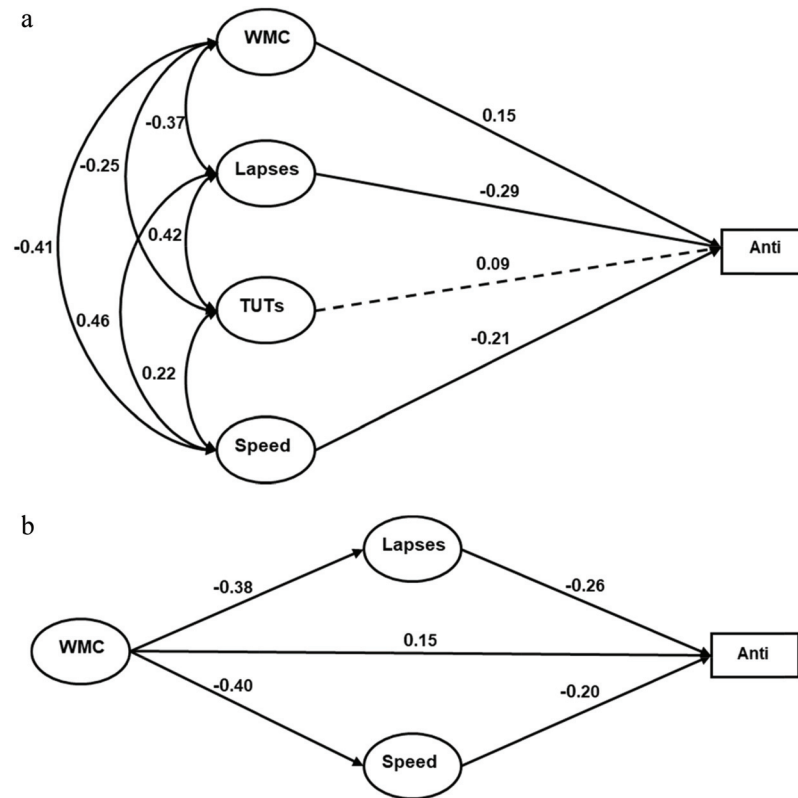 a
WMC
0.15
-0.37
-0.25
Lapses
-0.29
-0.41
0.42
Anti
0.09
TUTs
0.46
0.22
-0.21
Speed
b
Lapses
-0.38
-0.26
WMC
0.15
Anti
-0.40
-0.20
Speed